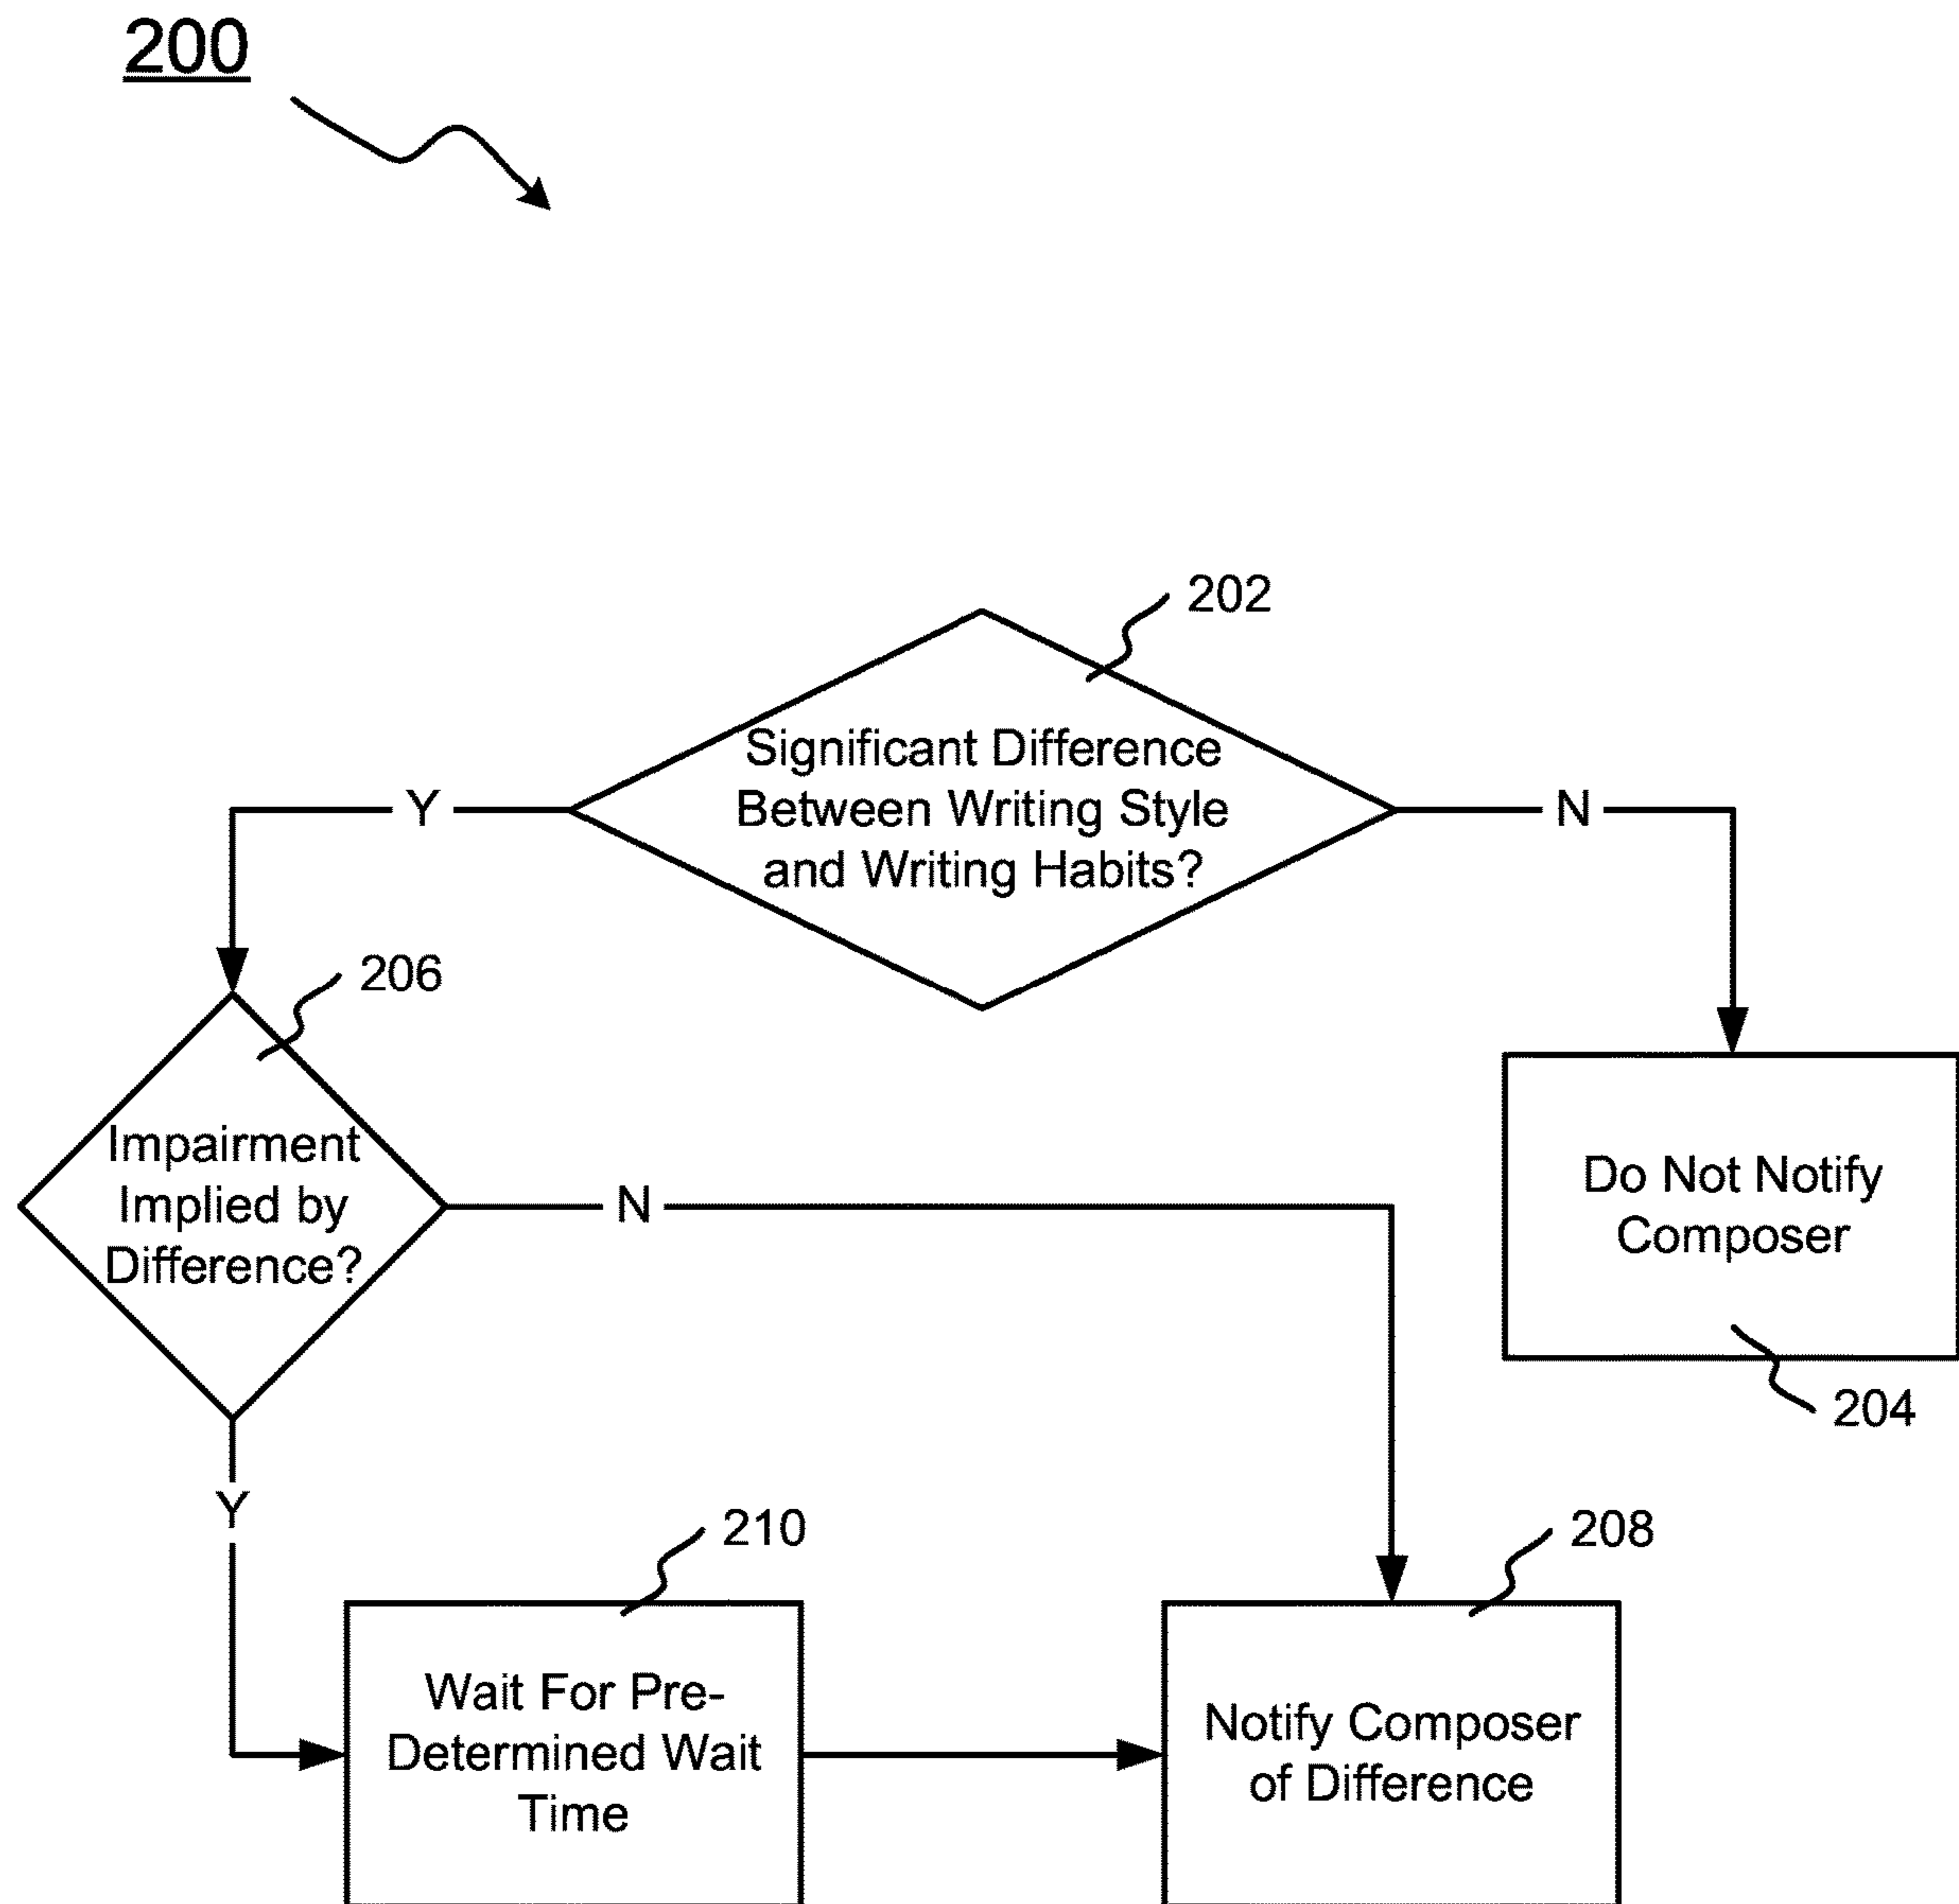 200
202
Significant Difference
Between Writing Style
and Writing Habits?
Y
N
206
Impairment
Implied by
Difference?
N
Do Not Notify
Composer
204
Y
210
208
Wait For Pre-
Determined Wait
Time
Notify Composer
of Difference